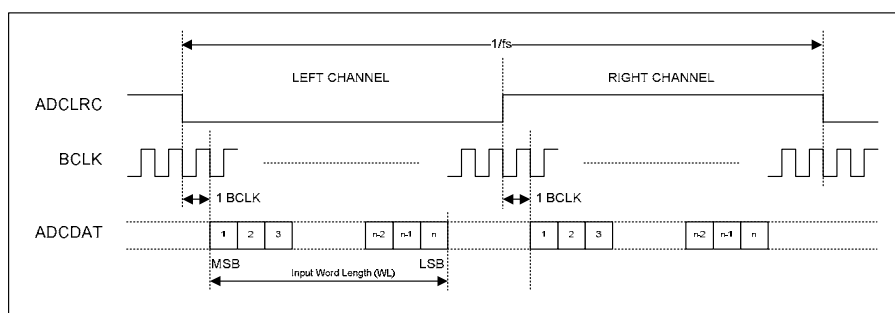 1/fs
LEFT CHANNEL RIGHT CHANNEL
ADCLRC
BCLK
1 BCLK 1 BCLK
ADCDAT 1 2 3 n-2 n-1 n 1 2 3 n-2 n-1 n
MSB LSB
Input Word Length (WL)